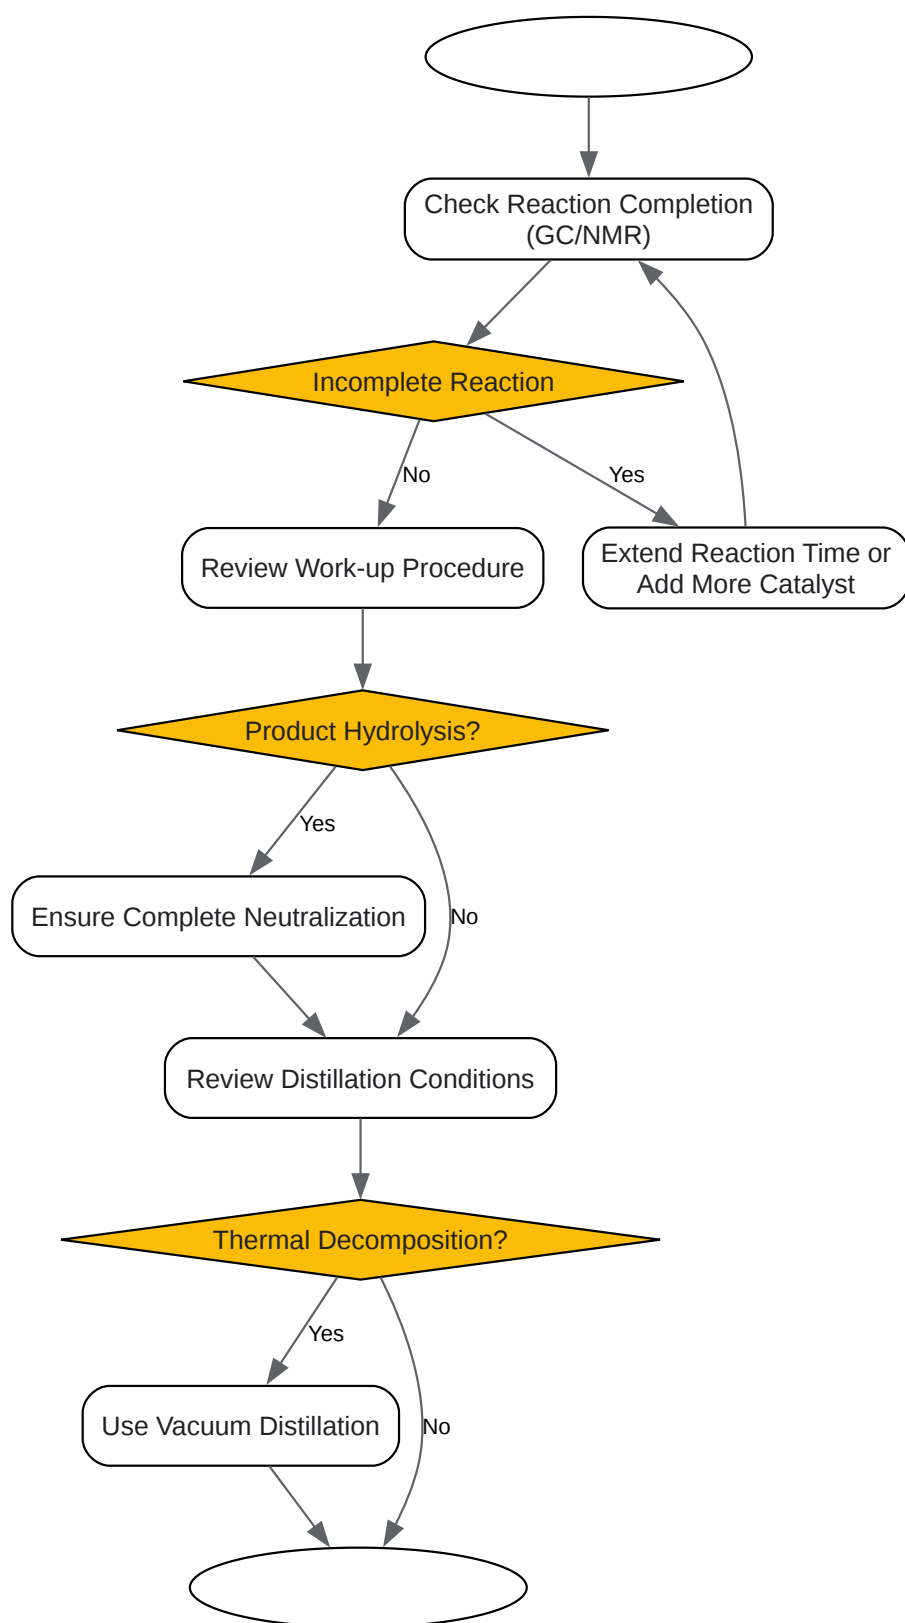 Check Reaction Completion
(GC/NMR)
Incomplete Reaction
No
Yes
Review Work-up Procedure
Extend Reaction Time or
Add More Catalyst
Product Hydrolysis?
Yes
Ensure Complete Neutralization
No
Review Distillation Conditions
Thermal Decomposition?
Yes
Use Vacuum Distillation
No